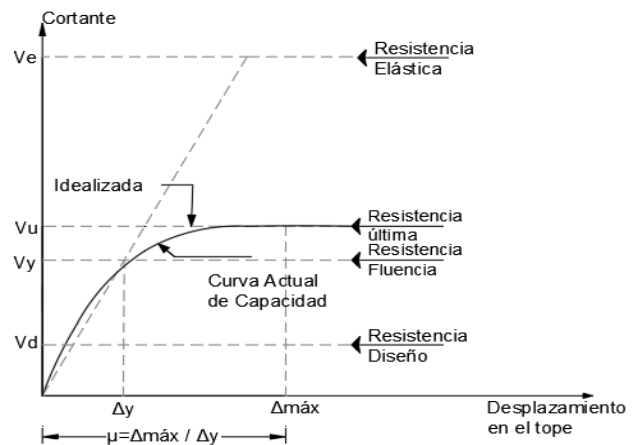 Cortante
Ve
Resistencia
Elástica
Idealizada
Vu
Resistencia
última
Vy
Resistencia
Fluencia
Curva Actual
de Capacidad
Vd
Resistencia
Diseño
Δy
Δmáx
Desplazamiento
en el tope
μ=Δmáx / Δy